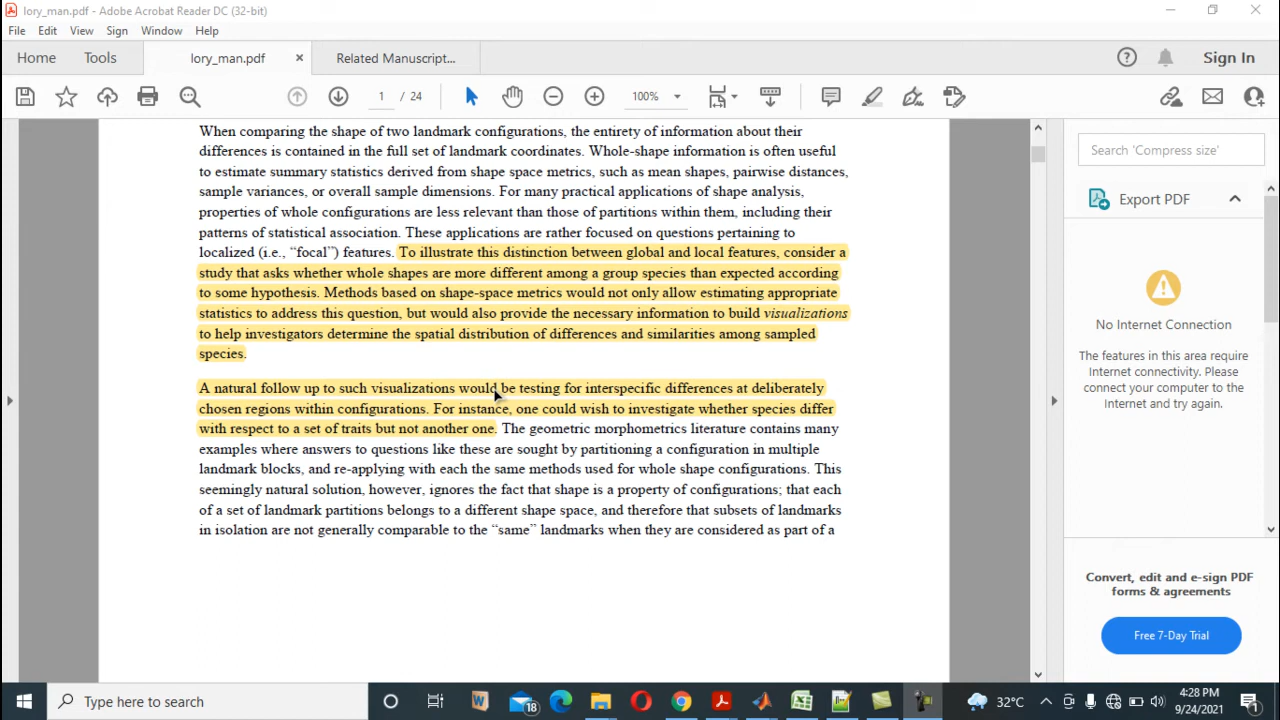 lory_man.pdf - Adobe Acrobat Reader DC (32-bit)
File Edit View Sign Window Help
Home Tools lory_man.pdf × Related Manuscript... Sign In
1 / 24 100%
When comparing the shape of two landmark configurations, the entirety of information about their
differences is contained in the full set of landmark coordinates. Whole-shape information is often useful
to estimate summary statistics derived from shape space metrics, such as mean shapes, pairwise distances,
sample variances, or overall sample dimensions. For many practical applications of shape analysis,
properties of whole configurations are less relevant than those of partitions within them, including their
patterns of statistical association. These applications are rather focused on questions pertaining to
localized (i.e., “focal”) features. To illustrate this distinction between global and local features, consider a
study that asks whether whole shapes are more different among a group species than expected according
to some hypothesis. Methods based on shape-space metrics would not only allow estimating appropriate
statistics to address this question, but would also provide the necessary information to build visualizations
to help investigators determine the spatial distribution of differences and similarities among sampled
species.
A natural follow up to such visualizations would be testing for interspecific differences at deliberately
chosen regions within configurations. For instance, one could wish to investigate whether species differ
with respect to a set of traits but not another one. The geometric morphometrics literature contains many
examples where answers to questions like these are sought by partitioning a configuration in multiple
landmark blocks, and re-applying with each the same methods used for whole shape configurations. This
seemingly natural solution, however, ignores the fact that shape is a property of configurations; that each
of a set of landmark partitions belongs to a different shape space, and therefore that subsets of landmarks
in isolation are not generally comparable to the “same” landmarks when they are considered as part of a
Search 'Compress size'
Export PDF
No Internet Connection
The features in this area require
Internet connectivity. Please
connect your computer to the
Internet and try again.
Convert, edit and e-sign PDF
forms & agreements
Free 7-Day Trial
Type here to search
18
32°C
4:28 PM
9/24/2021
1